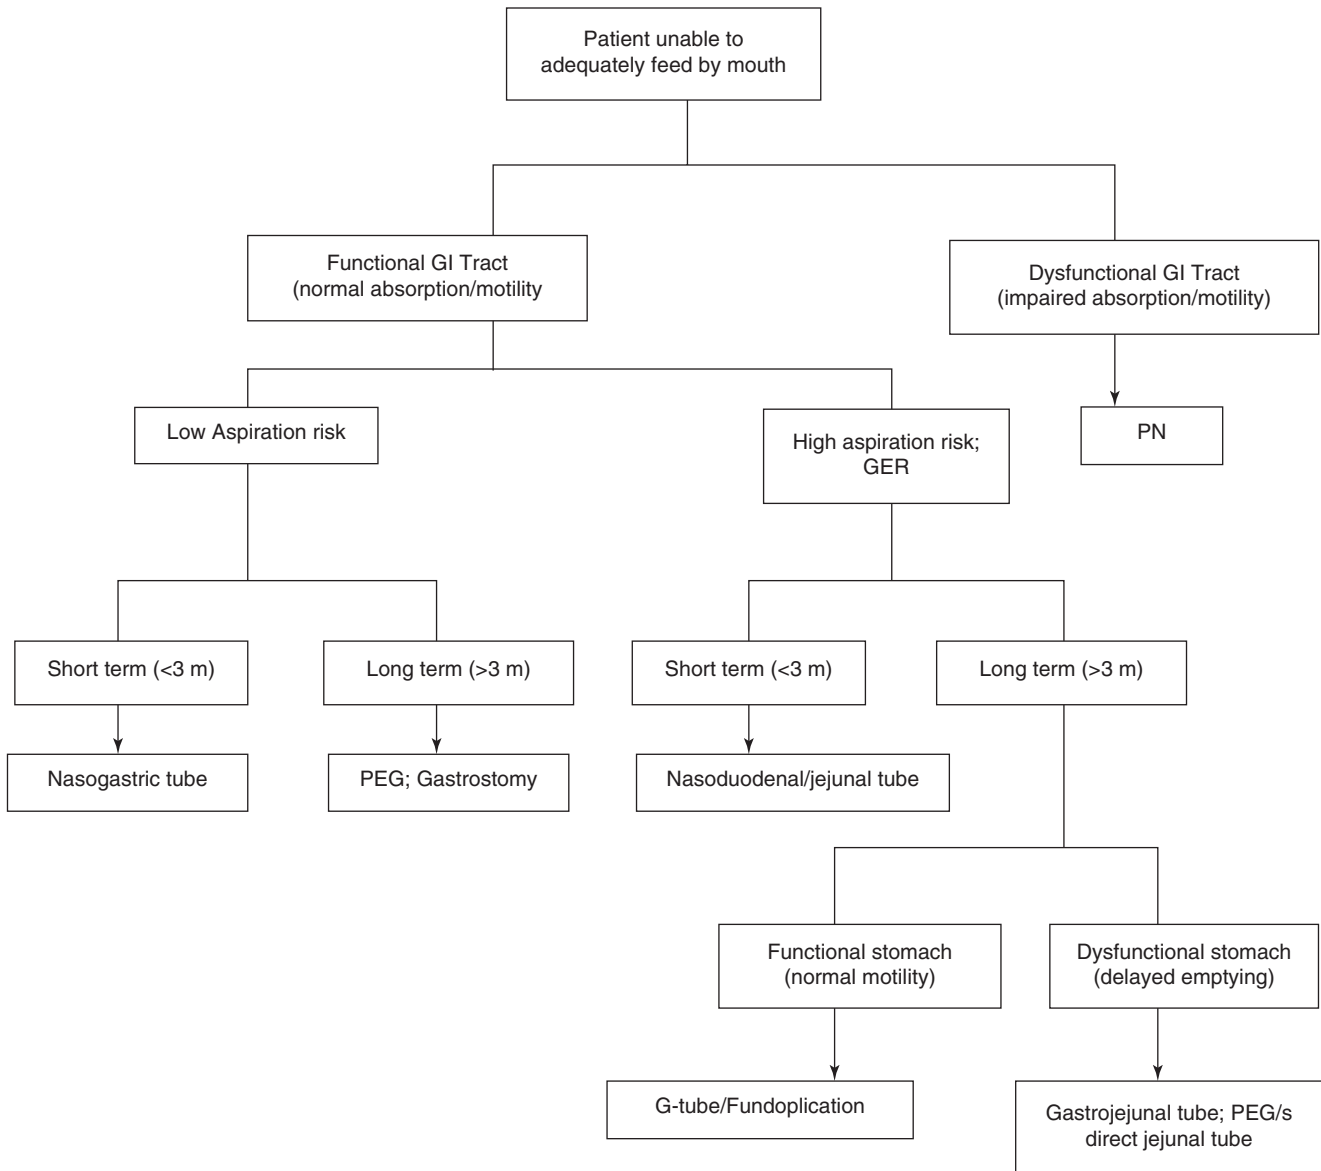 Patient unable to
adequately feed by mouth
Functional GI Tract
(normal absorption/motility
Dysfunctional GI Tract
(impaired absorption/motility)
Low Aspiration risk
High aspiration risk;
GER
PN
Short term (<3 m)
Long term (>3 m)
Short term (<3 m)
Long term (>3 m)
Nasogastric tube
PEG; Gastrostomy
Nasoduodenal/jejunal tube
Functional stomach
(normal motility)
Dysfunctional stomach
(delayed emptying)
G-tube/Fundoplication
Gastrojejunal tube; PEG/s
direct jejunal tube